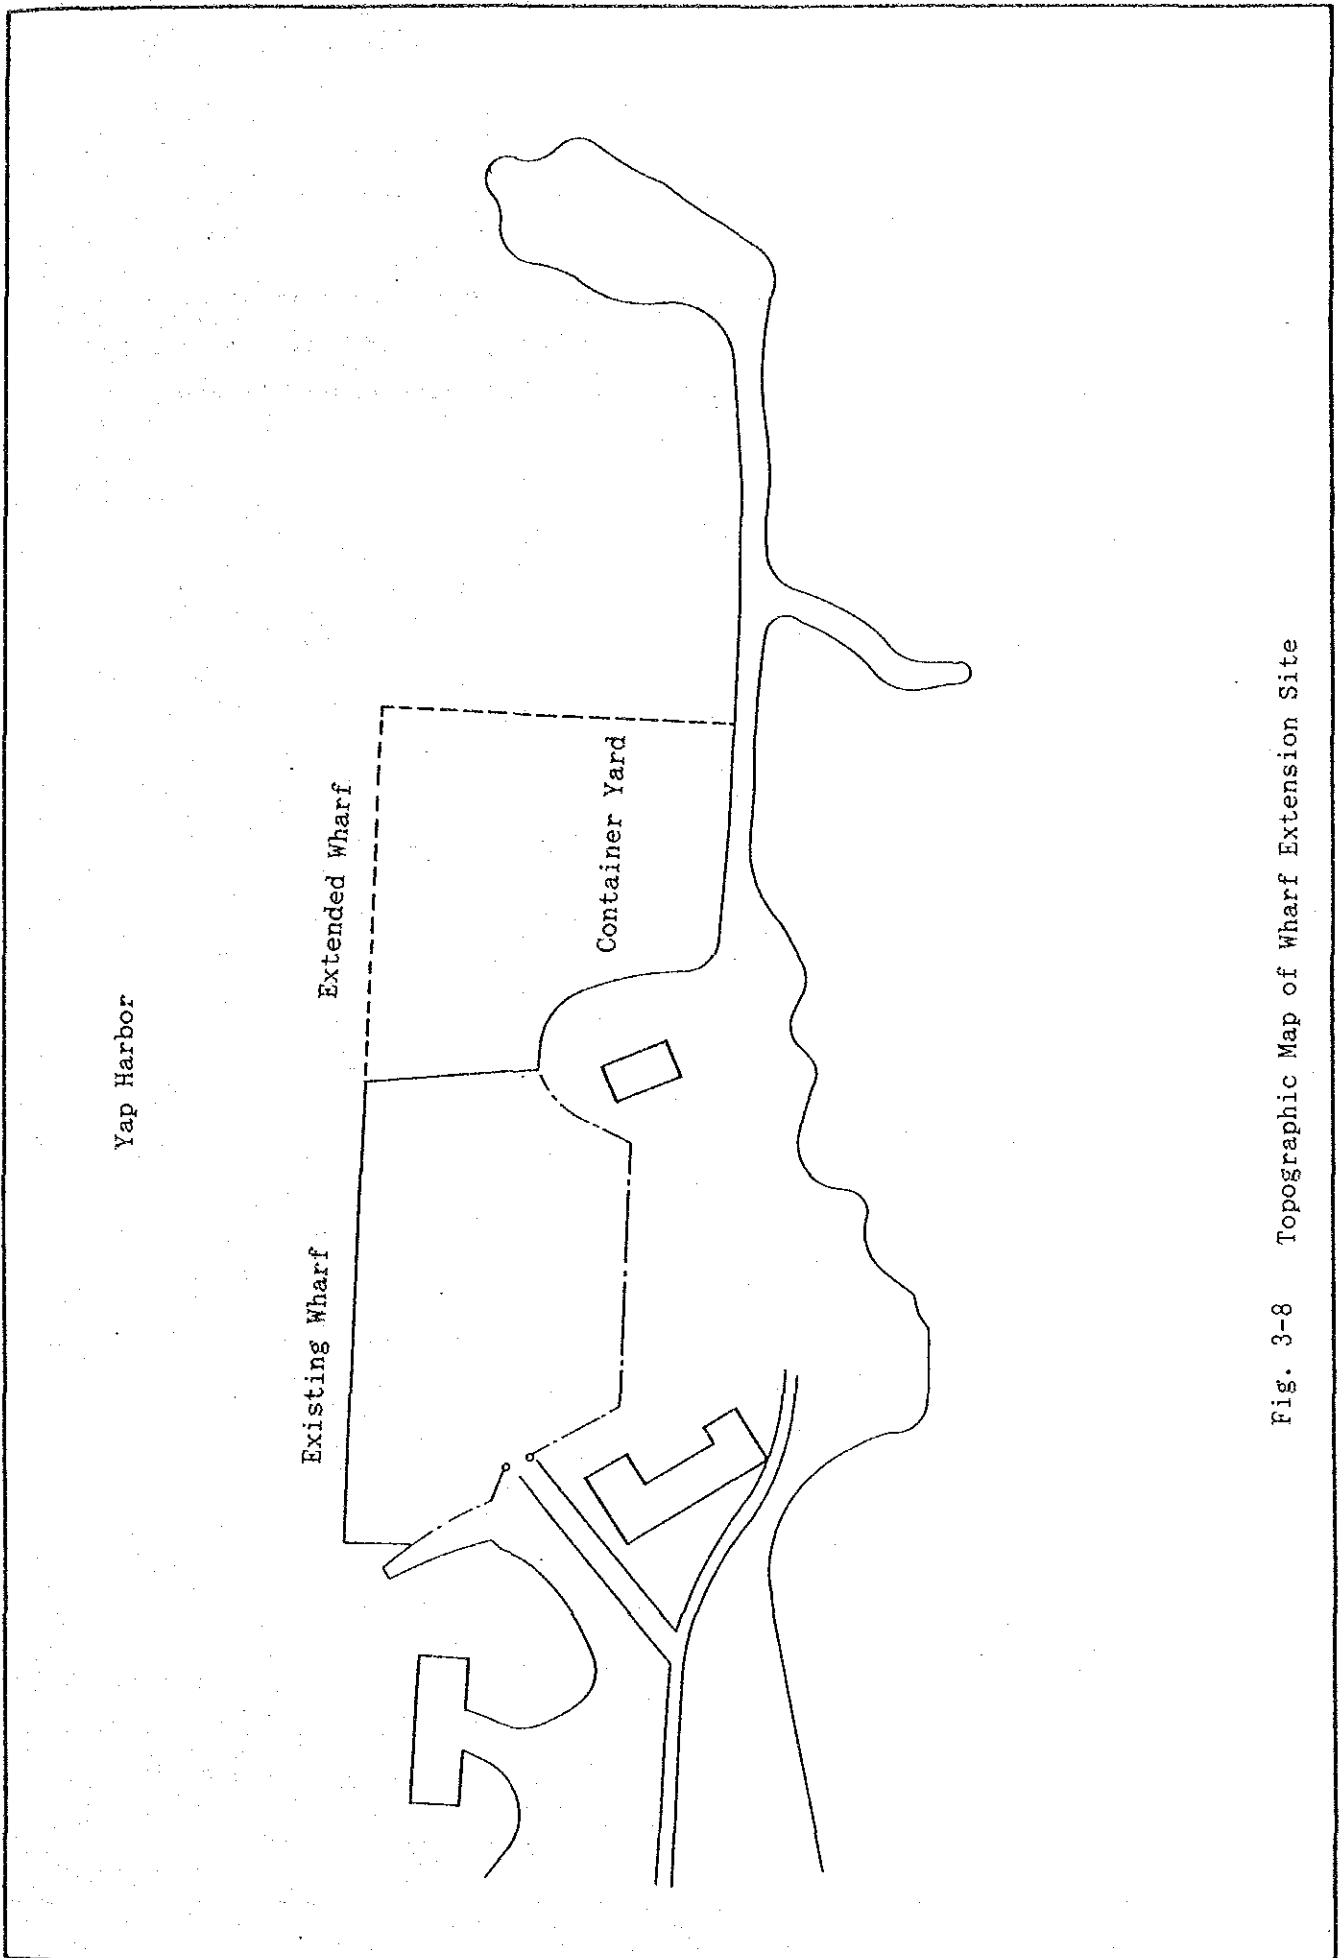 Yap Harbor
Existing Wharf
Extended Wharf
Container Yard
Fig. 3-8 Topographic Map of Wharf Extension Site